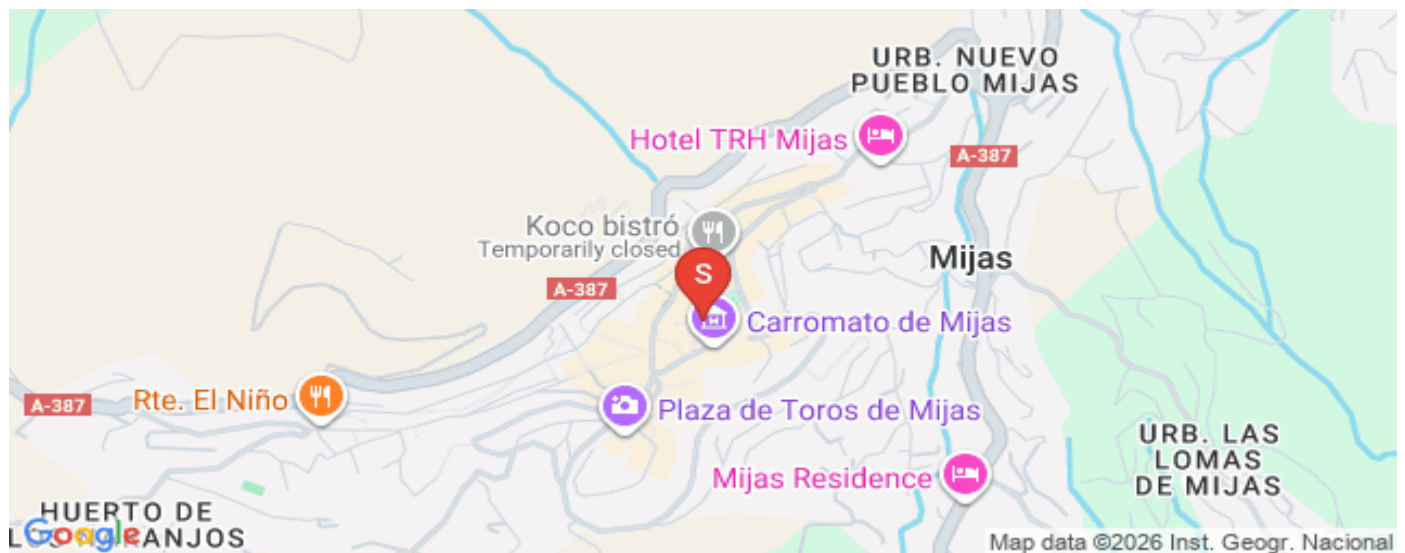 URB. NUEVO
PUEBLO MIJAS
Hotel TRH Mijas
A-387
Koco bistró
Temporarily closed
Mijas
S
A-387
Carromato de Mijas
Rte. El Niño
A-387
Plaza de Toros de Mijas
URB. LAS
LOMAS
DE MIJAS
Mijas Residence
HUERTO DE
Google
Map data ©2026 Inst. Geogr. Nacional